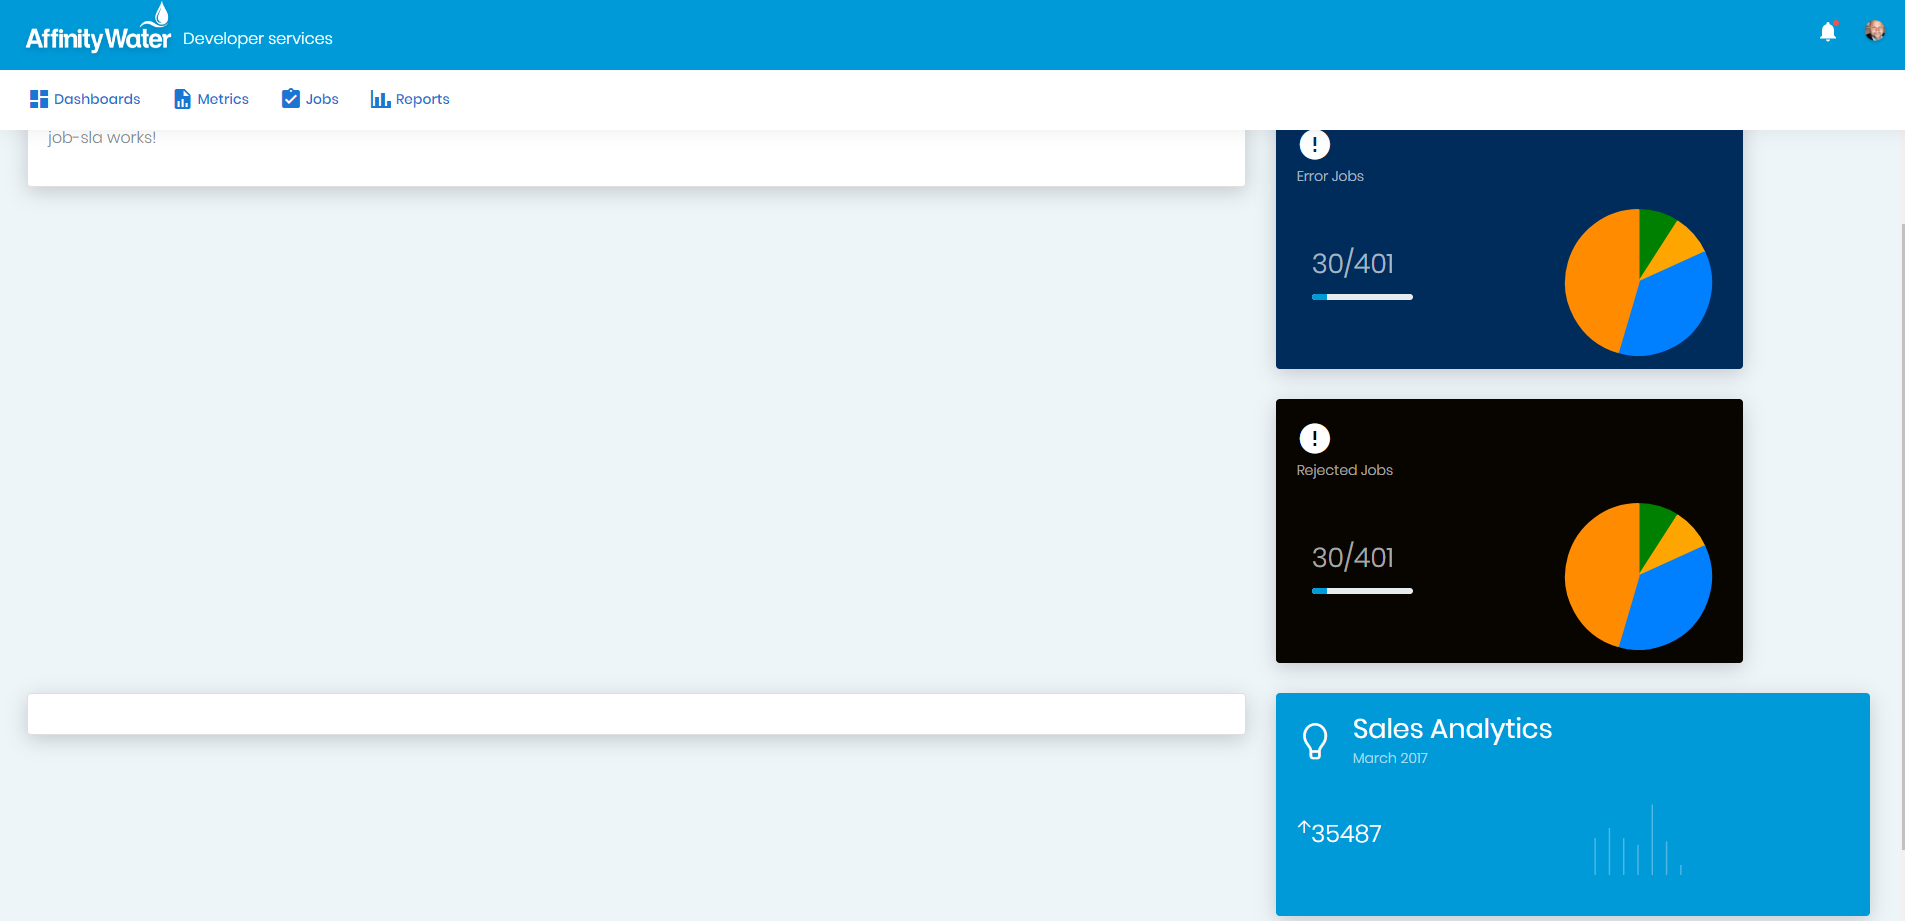 Affinity Water Developer services
Dashboards Metrics Jobs Reports
job-sla works!
Error Jobs
30/401
Rejected Jobs
30/401
Sales Analytics
March 2017
35487